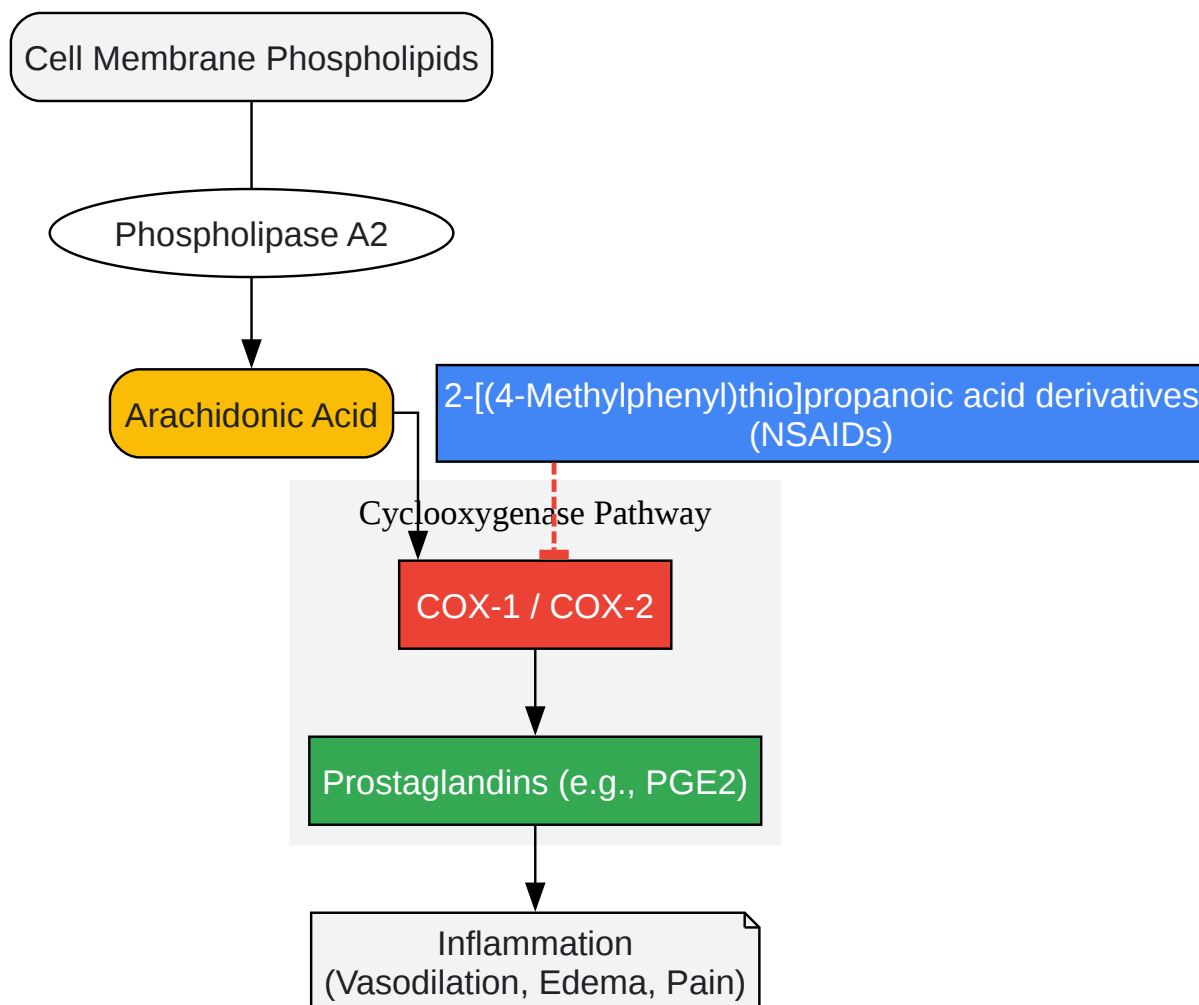 Cell Membrane Phospholipids
Phospholipase A2
Arachidonic Acid
2-[(4-Methylphenyl)thio]propanoic acid derivatives
(NSAIDs)
Cyclooxygenase Pathway
COX-1 / COX-2
Prostaglandins (e.g., PGE2)
Inflammation
(Vasodilation, Edema, Pain)